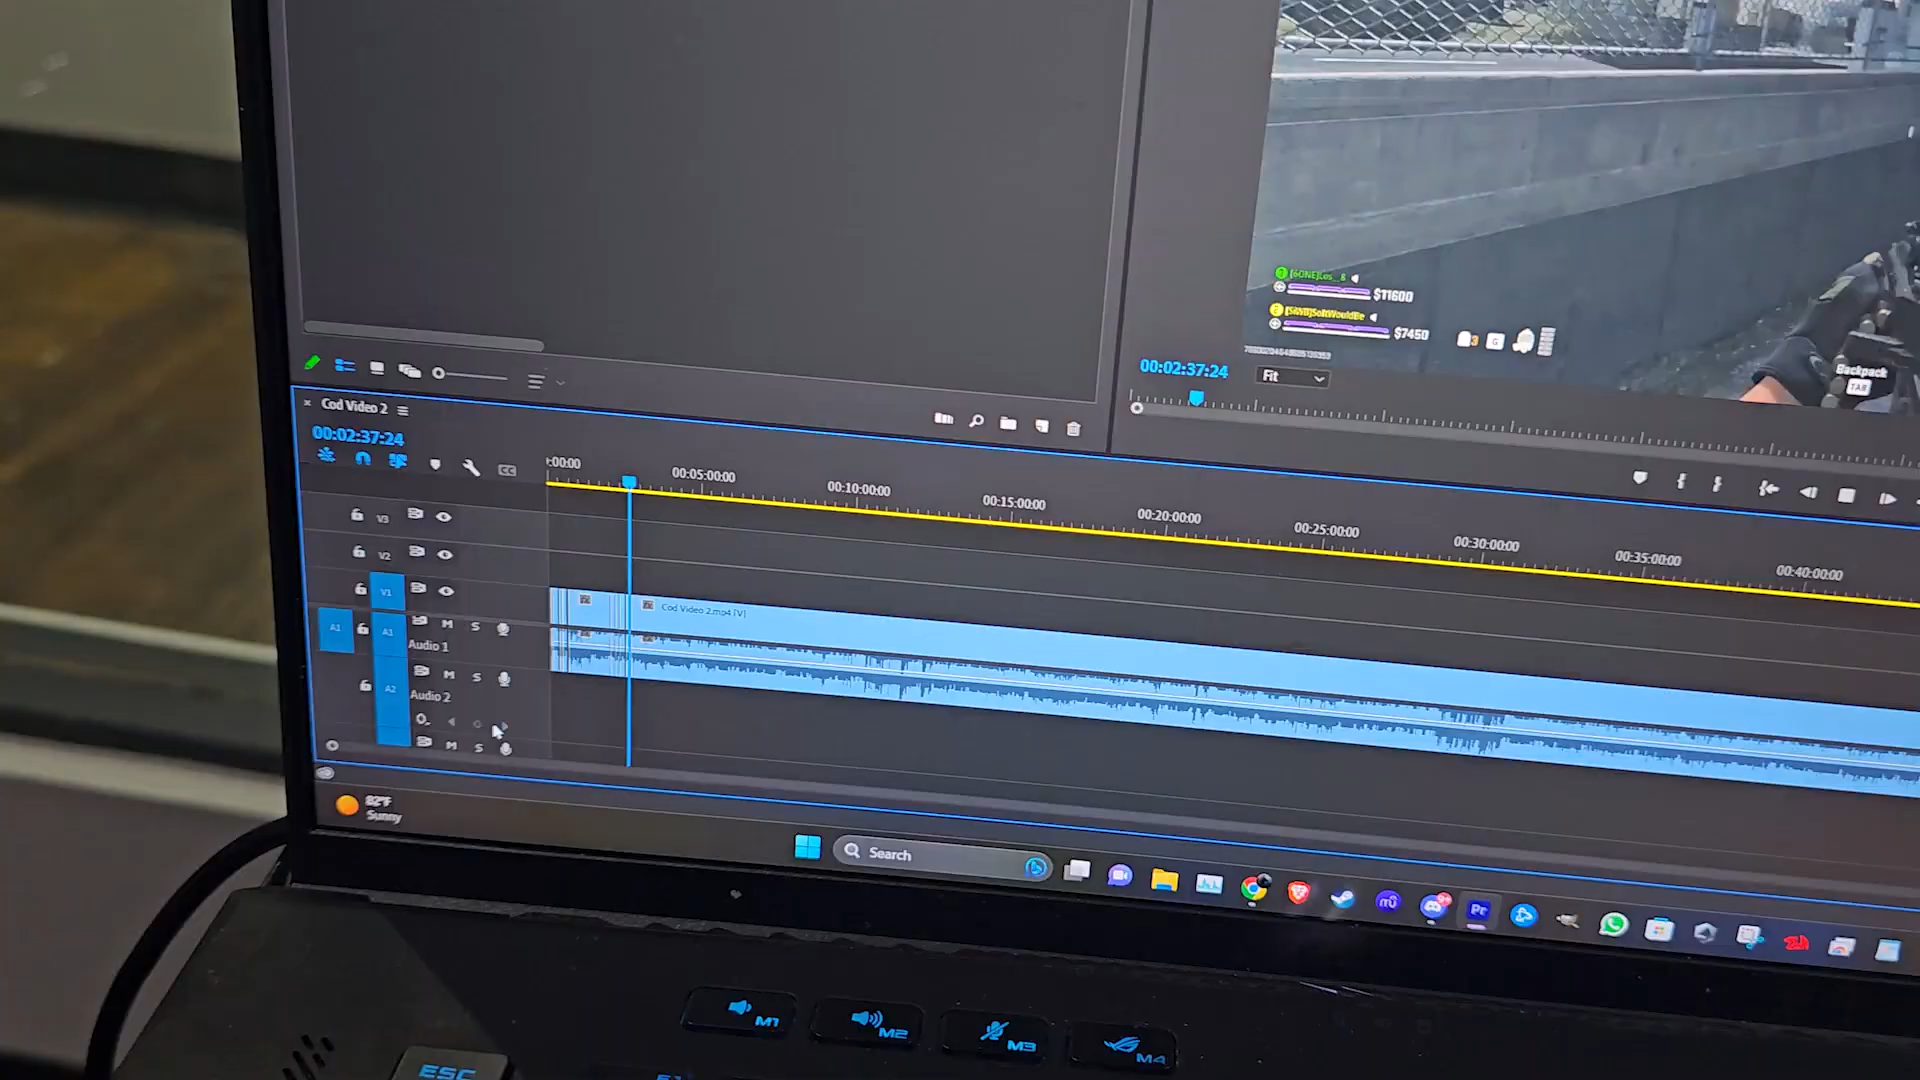 $11600
$7450
Backpack
TAB
00:02:37:24
Fit
Cod Video 2
00:02:37:24
:00:00
00:05:00:00
00:10:00:00
00:15:00:00
00:20:00:00
00:25:00:00
00:30:00:00
00:35:00:00
00:40:00:00
CC
V3
V2
V1
Cod Video 2.mp4 [V]
A1
A1
M
S
Audio 1
A2
M
S
Audio 2
M
S
82°F
Sunny
Search
Pr
M1
M2
M3
M4
ESC